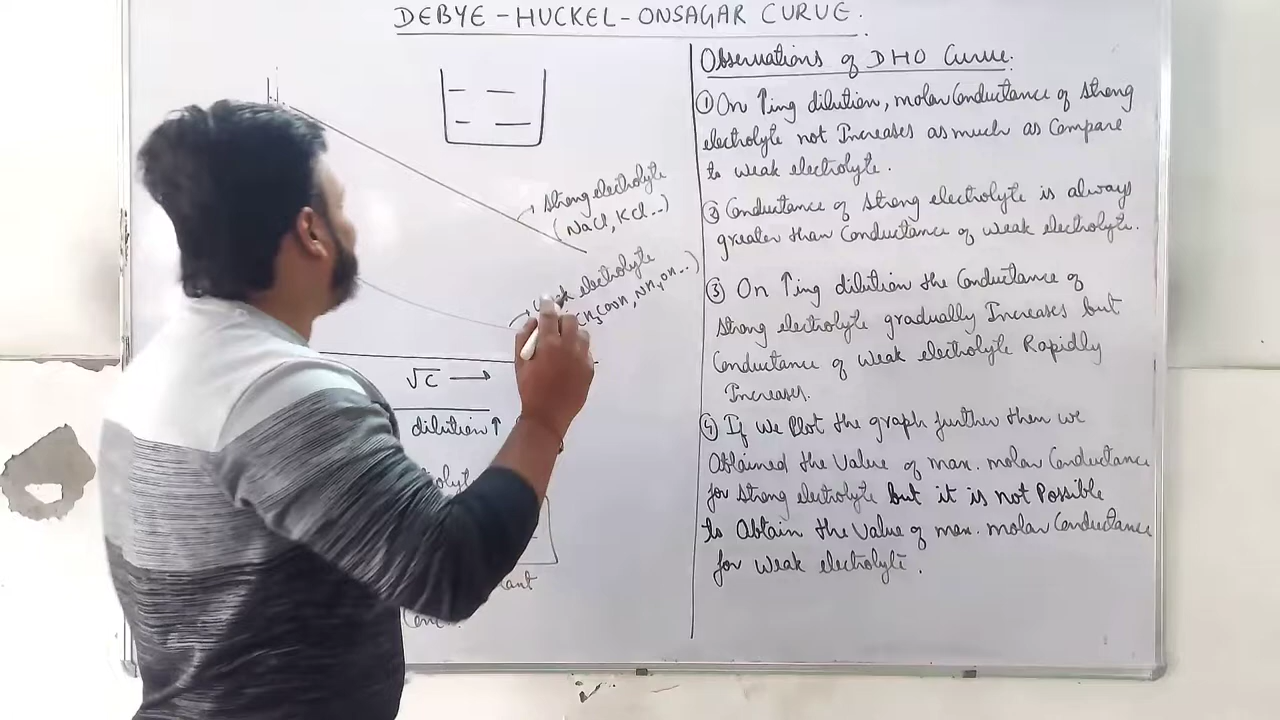 DEBYE - HUCKEL - ONSAGAR CURVE.
strong electrolyte
(NaCl, KCl..)
electrolyte
√C →
dilution ↑
Observations of DHO Curve.
① On ↑ing dilution, molar Conductance of strong
electrolyte not Increases as much as Compare
to weak electrolyte.
② Conductance of strong electrolyte is always
greater than Conductance of weak electrolyte.
③ On ↑ing dilution the Conductance of
strong electrolyte gradually Increases but
Conductance of weak electrolyte Rapidly
Increases.
④ If we Plot the graph further then we
Obtained the Value of max. molar Conductance
for strong electrolyte but it is not Possible
to Obtain the Value of max. molar Conductance
for weak electrolyte.